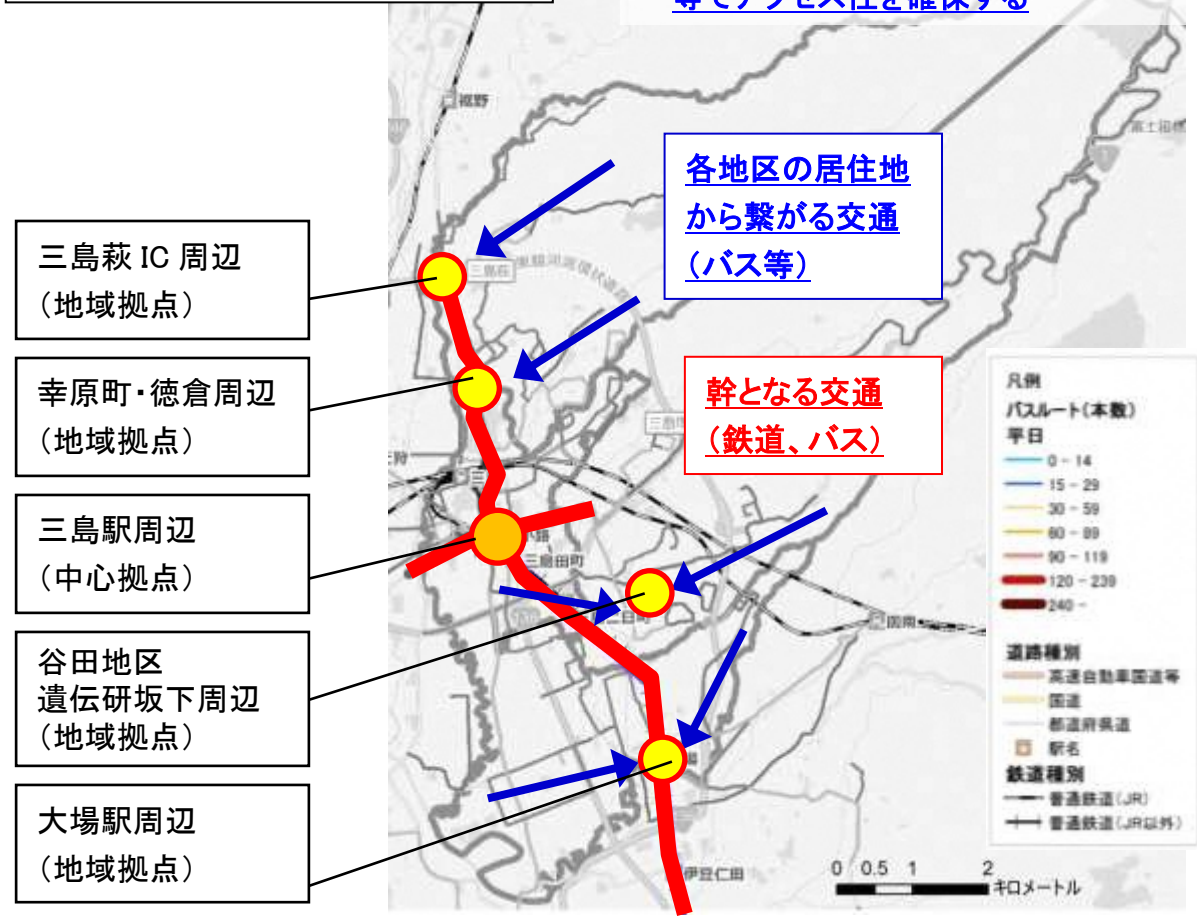 等でアクセス性を確保する
裾野
各地区の居住地
から繋がる交通
（バス等）
三島萩 IC 周辺
（地域拠点）
三島萩
幸原町・徳倉周辺
（地域拠点）
幹となる交通
（鉄道、バス）
三島駅周辺
（中心拠点）
三島田町
谷田地区
遺伝研坂下周辺
（地域拠点）
函南
大場駅周辺
（地域拠点）
伊豆仁田
凡例
バスルート（本数）
平日
0 - 14
15 - 29
30 - 59
60 - 89
90 - 119
120 - 239
240 -
道路種別
高速自動車国道等
国道
都道府県道
駅名
鉄道種別
普通鉄道（JR）
普通鉄道（JR以外）
0 0.5 1 2
キロメートル